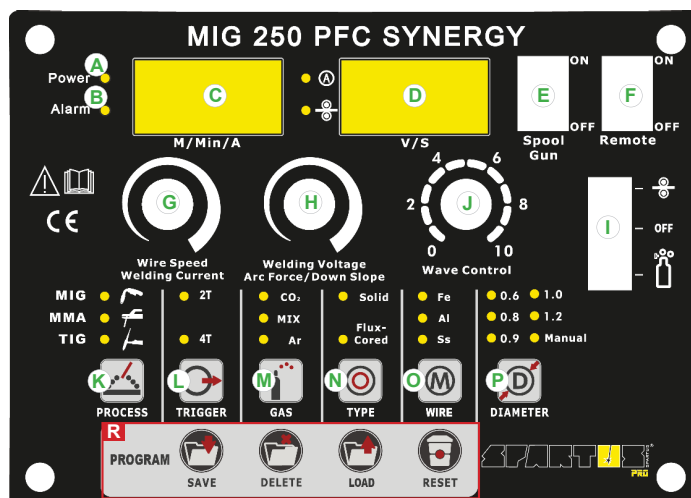 MIG 250 PFC SYNERGY
A
Power
B
Alarm
C
M/Min/A
A
D
V/S
E
ON
OFF
Spool
Gun
F
ON
OFF
Remote
CE
G
Wire Speed
Welding Current
H
Welding Voltage
Arc Force/Down Slope
J
0 2 4 6 8 10
Wave Control
I
OFF
MIG
MMA
TIG
2T
4T
CO₂
MIX
Ar
Solid
Flux-
Cored
Fe
Al
Ss
0.6 1.0
0.8 1.2
0.9 Manual
K L M N O M P D
PROCESS TRIGGER GAS TYPE WIRE DIAMETER
R
PROGRAM
SAVE DELETE LOAD RESET
SPARTUS®
PRO